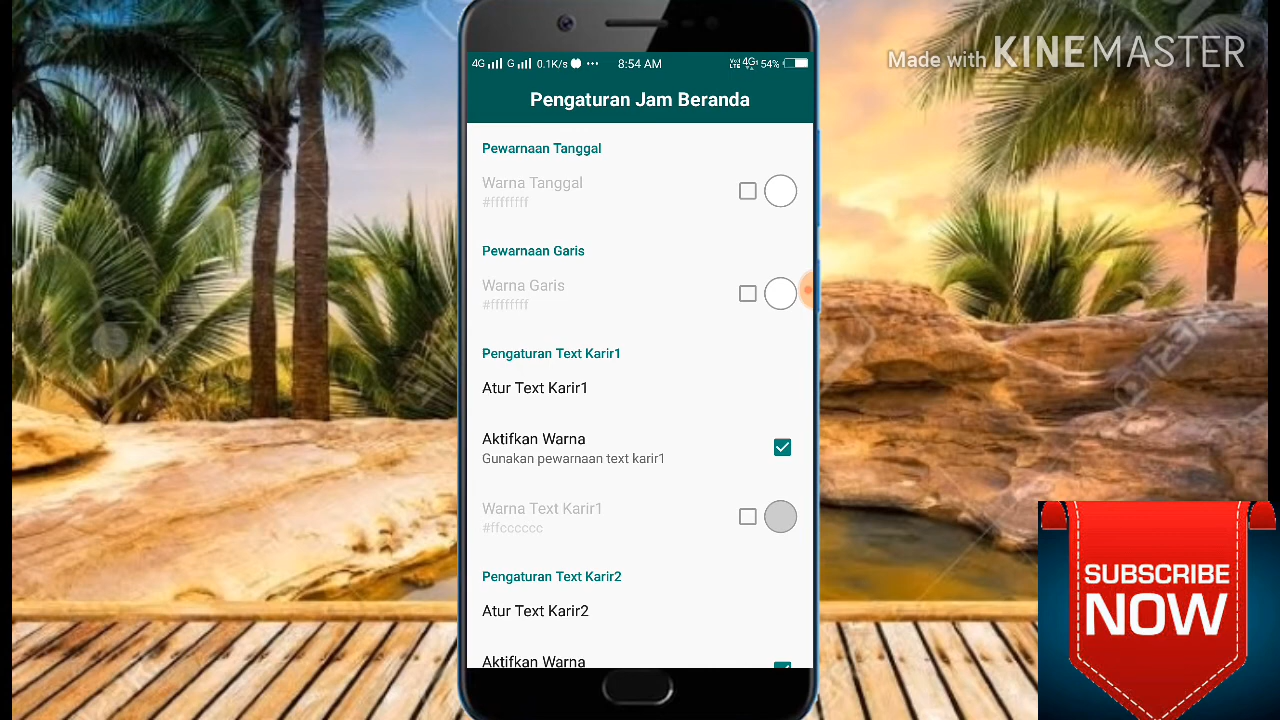 Made with KINEMASTER
4G G 0.1K/s ... 8:54 AM 4G 54%
Pengaturan Jam Beranda
Pewarnaan Tanggal
Warna Tanggal
#ffffffff
Pewarnaan Garis
Warna Garis
#ffffffff
Pengaturan Text Karir1
Atur Text Karir1
Aktifkan Warna
Gunakan pewarnaan text karir1
Warna Text Karir1
#ffcccccc
Pengaturan Text Karir2
Atur Text Karir2
Aktifkan Warna
SUBSCRIBE
NOW
123RF